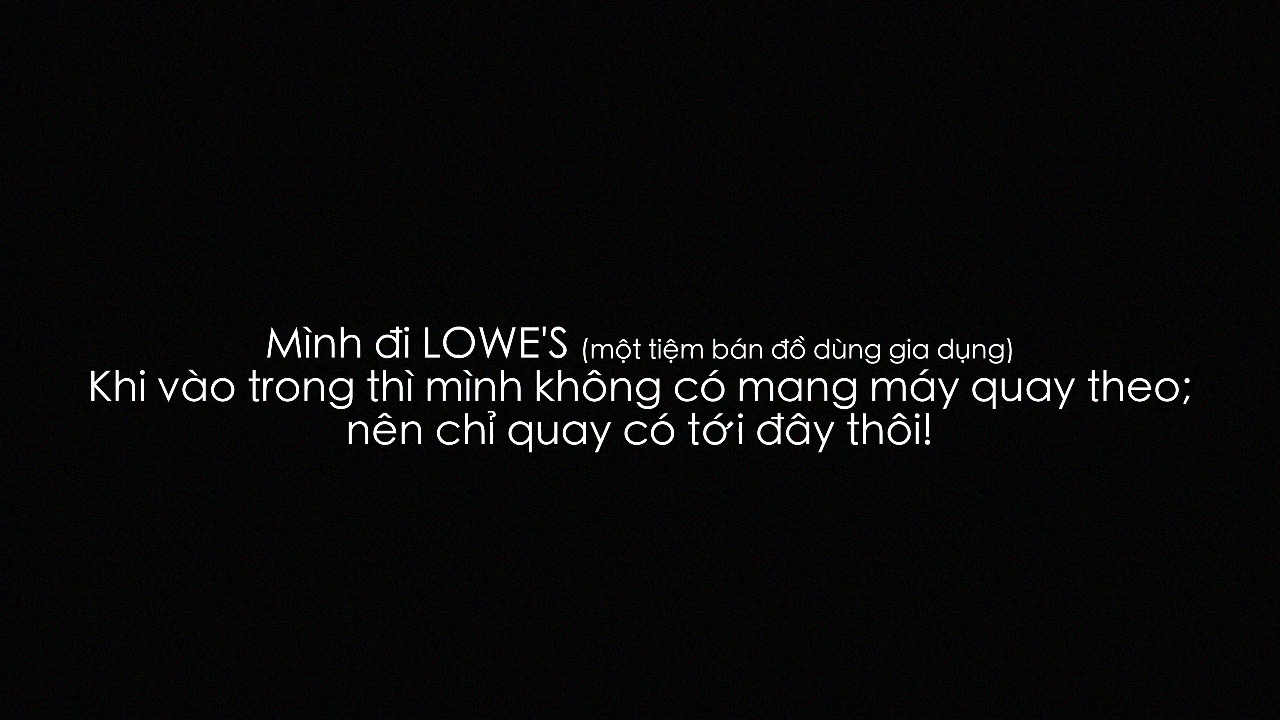 Mình đi LOWE'S (một tiệm bán đồ dùng gia dụng)
Khi vào trong thì mình không có mang máy quay theo;
nên chỉ quay có tới đây thôi!